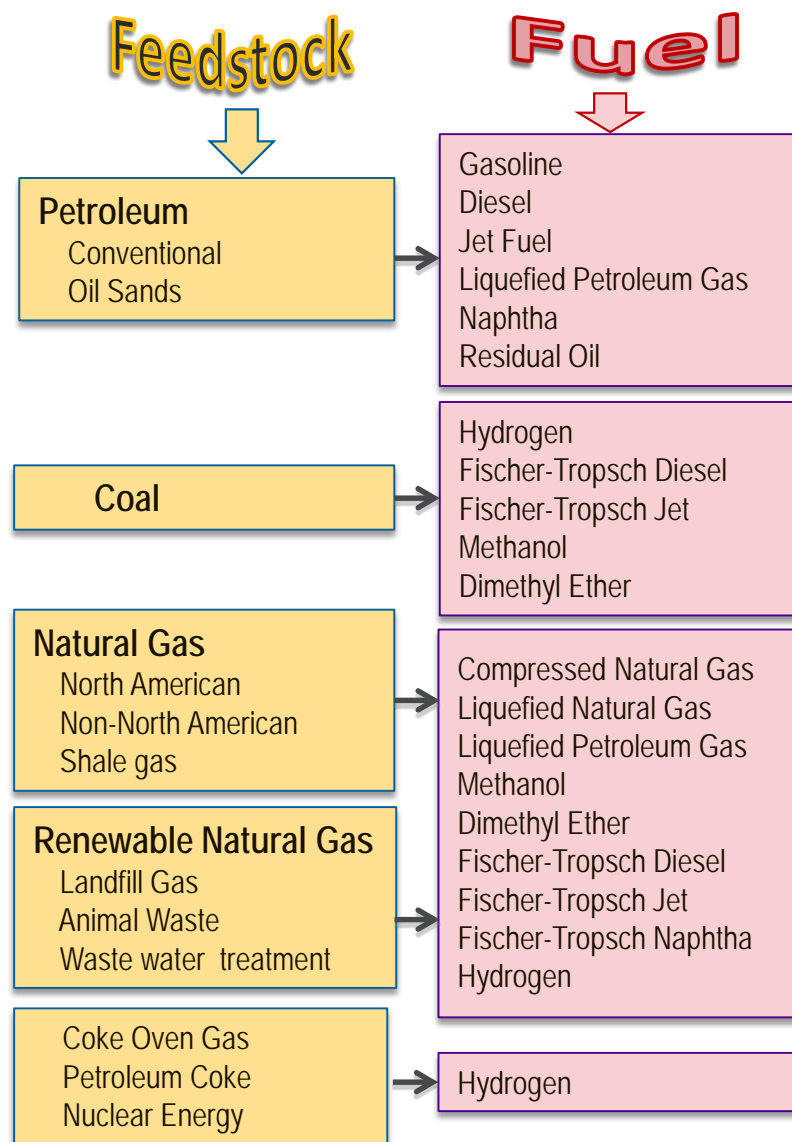 Feedstock
Fuel
Petroleum
Conventional
Oil Sands
Gasoline
Diesel
Jet Fuel
Liquefied Petroleum Gas
Naphtha
Residual Oil
Coal
Hydrogen
Fischer-Tropsch Diesel
Fischer-Tropsch Jet
Methanol
Dimethyl Ether
Natural Gas
North American
Non-North American
Shale gas
Renewable Natural Gas
Landfill Gas
Animal Waste
Waste water treatment
Compressed Natural Gas
Liquefied Natural Gas
Liquefied Petroleum Gas
Methanol
Dimethyl Ether
Fischer-Tropsch Diesel
Fischer-Tropsch Jet
Fischer-Tropsch Naphtha
Hydrogen
Coke Oven Gas
Petroleum Coke
Nuclear Energy
Hydrogen